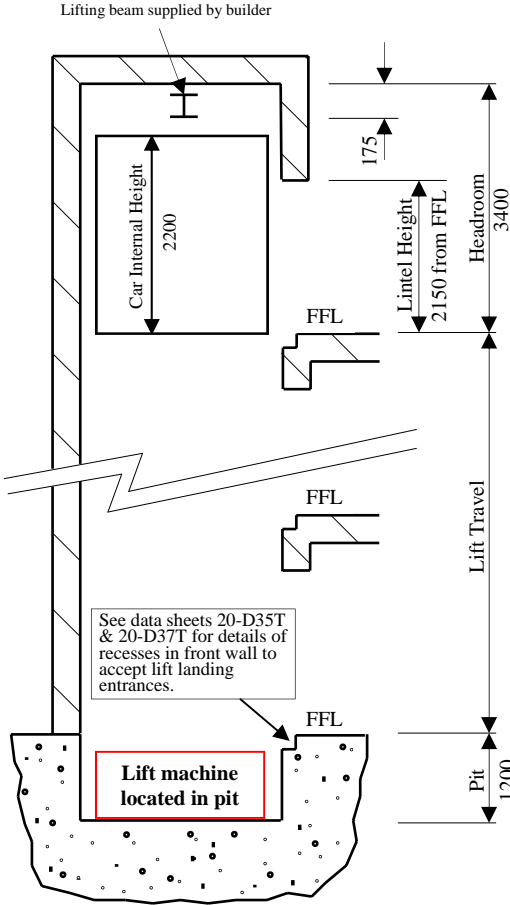 Lifting beam supplied by builder
175
Headroom
3400
Car Internal Height
2200
Lintel Height
2150 from FFL
FFL
FFL
Lift Travel
See data sheets 20-D35T
& 20-D37T for details of
recesses in front wall to
accept lift landing
entrances.
FFL
Lift machine
located in pit
Pit
1200